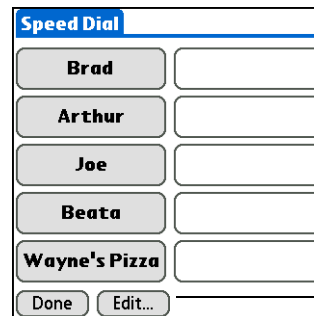 Speed Dial
Brad
Arthur
Joe
Beata
Wayne's Pizza
Done Edit...